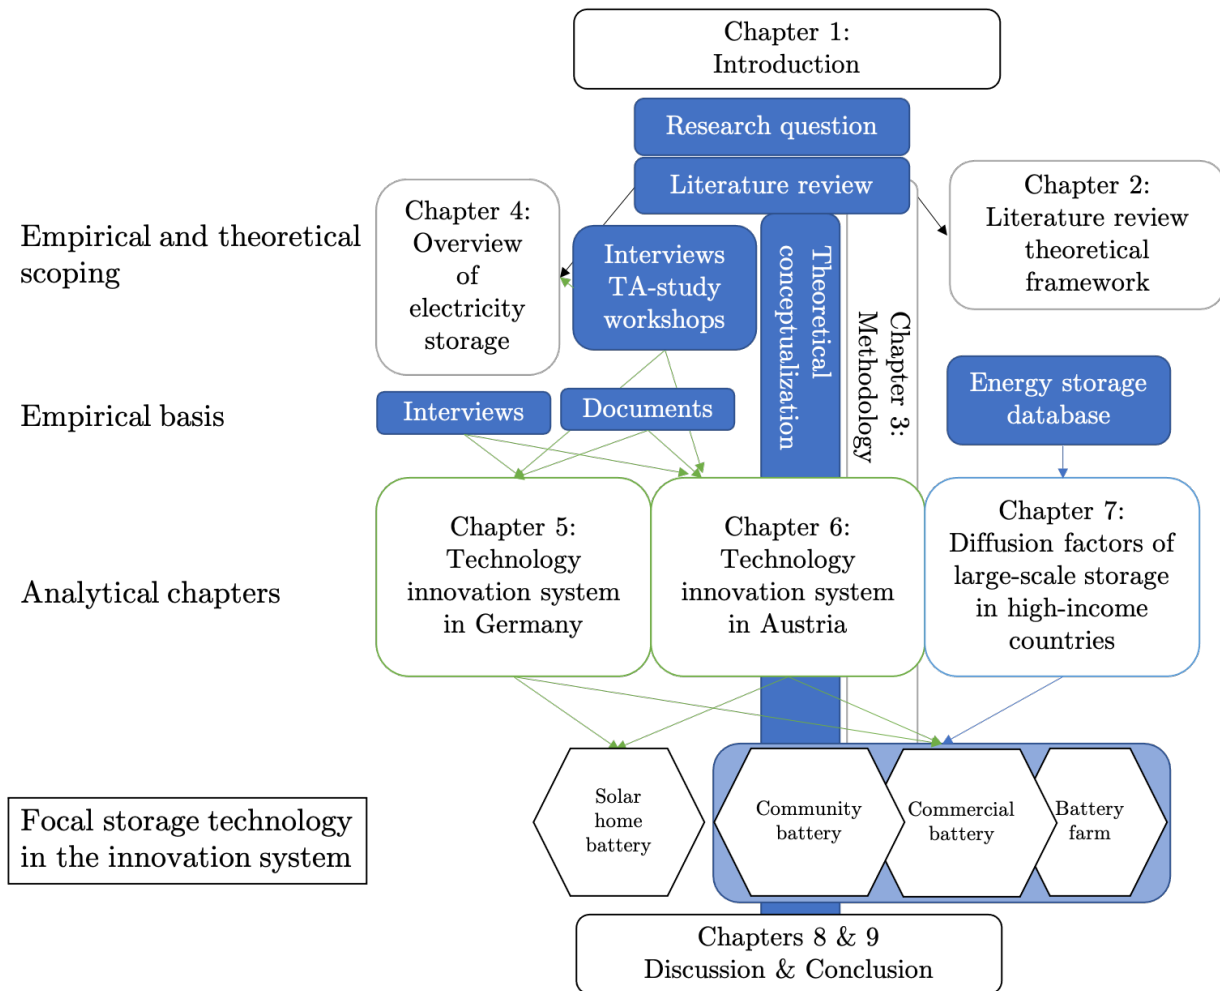 Chapter 1:
Introduction
Research question
Literature review
Empirical and theoretical
scoping
Chapter 4:
Overview
of
electricity
storage
Interviews
TA-study
workshops
Theoretical
conceptualization
Chapter 3:
Methodology
Chapter 2:
Literature review
theoretical
framework
Empirical basis
Interviews
Documents
Energy storage
database
Analytical chapters
Chapter 5:
Technology
innovation system
in Germany
Chapter 6:
Technology
innovation system
in Austria
Chapter 7:
Diffusion factors of
large-scale storage
in high-income
countries
Focal storage technology
in the innovation system
Solar
home
battery
Community
battery
Commercial
battery
Battery
farm
Chapters 8 & 9
Discussion & Conclusion